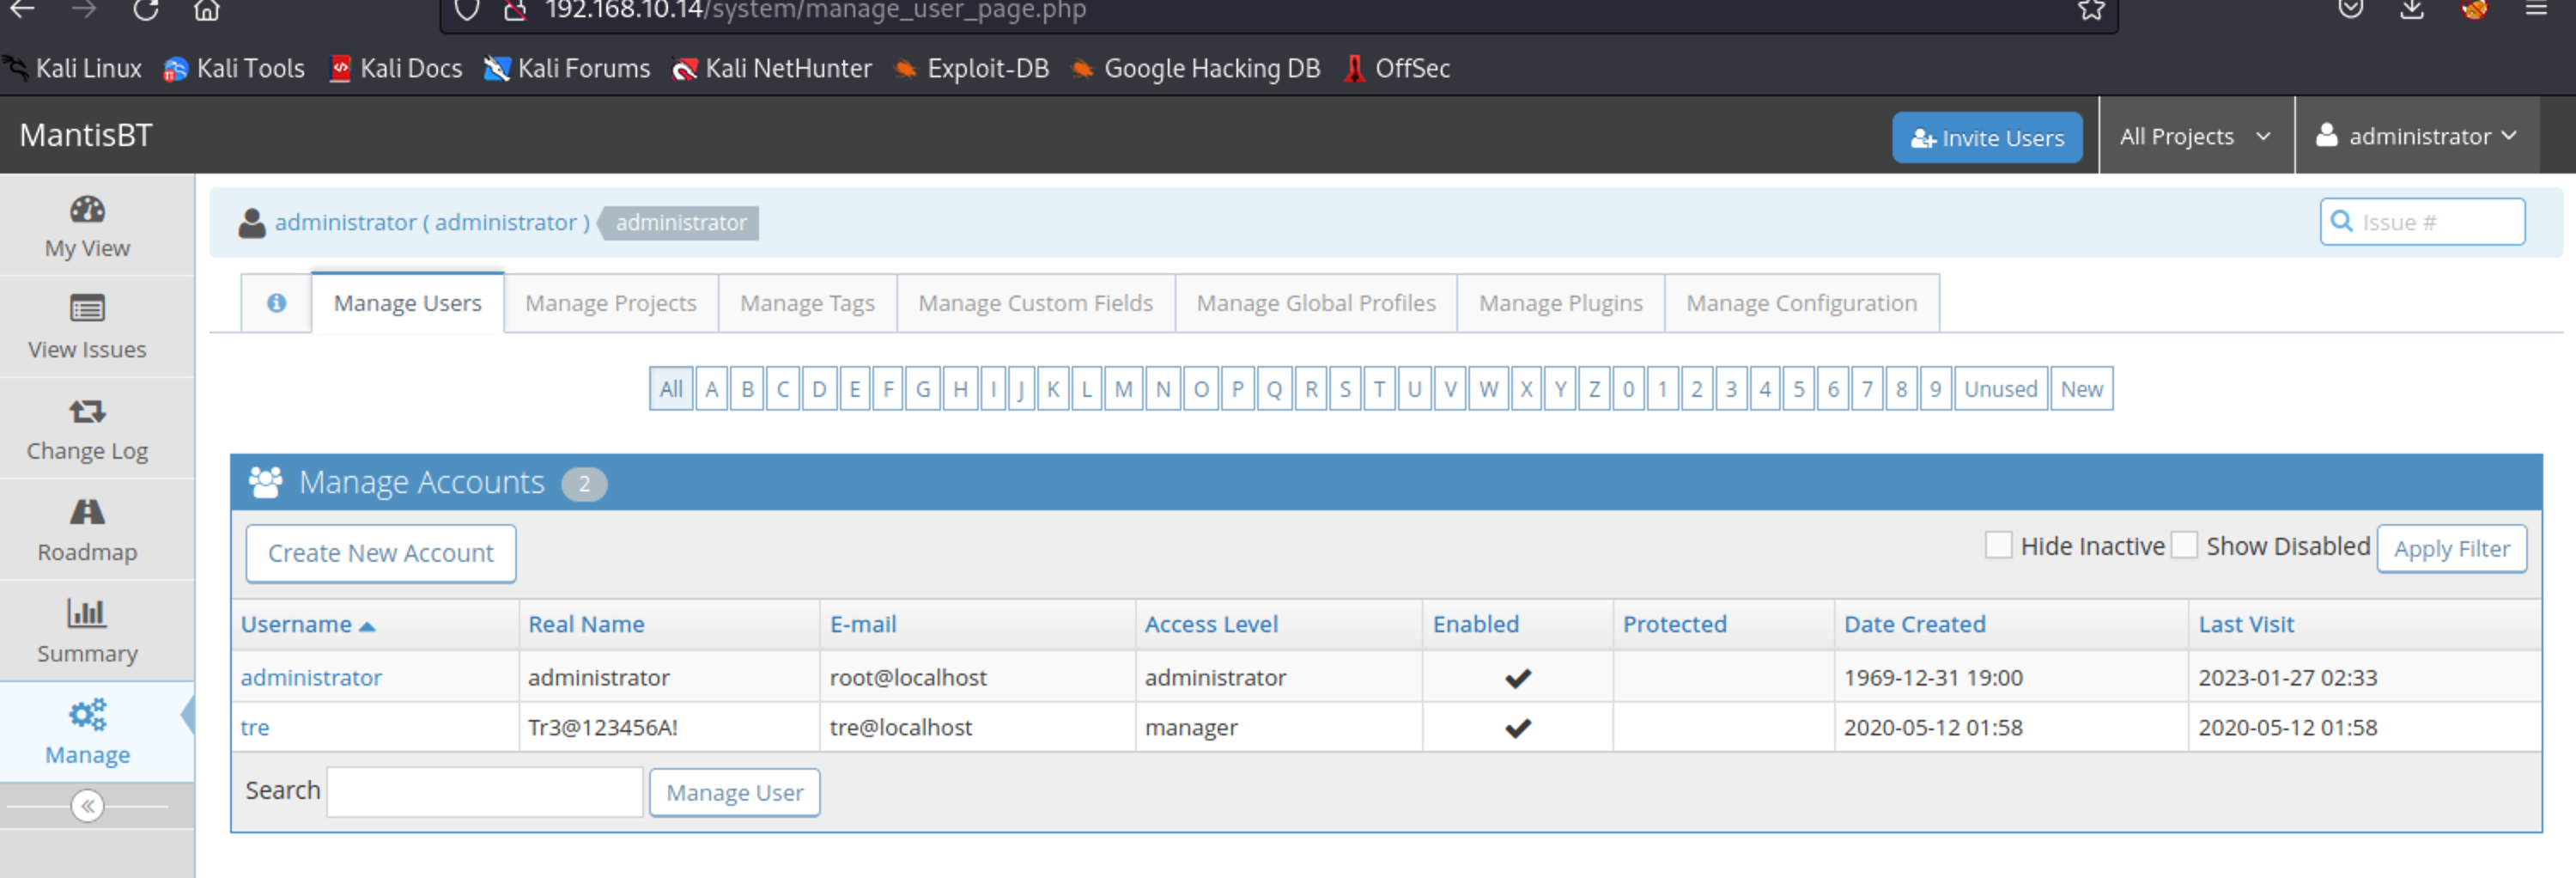 192.168.10.14/system/manage_user_page.php
Kali Linux Kali Tools Kali Docs Kali Forums Kali NetHunter Exploit-DB Google Hacking DB OffSec
MantisBT Invite Users All Projects administrator
My View
View Issues
Change Log
Roadmap
Summary
Manage
administrator ( administrator ) administrator Issue #
Manage Users Manage Projects Manage Tags Manage Custom Fields Manage Global Profiles Manage Plugins Manage Configuration
All A B C D E F G H I J K L M N O P Q R S T U V W X Y Z 0 1 2 3 4 5 6 7 8 9 Unused New
Manage Accounts 2
Create New Account Hide Inactive Show Disabled Apply Filter
Username Real Name E-mail Access Level Enabled Protected Date Created Last Visit
administrator administrator root@localhost administrator 1969-12-31 19:00 2023-01-27 02:33
tre Tr3@123456A! tre@localhost manager 2020-05-12 01:58 2020-05-12 01:58
Search Manage User